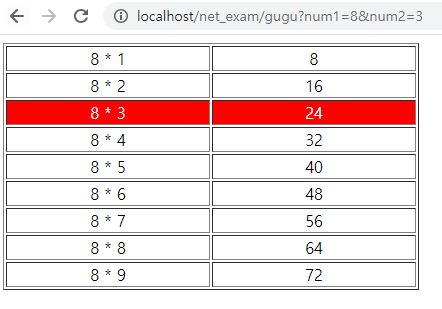 localhost/net_exam/gugu?num1=8&num2=3
8 * 1 8
8 * 2 16
8 * 3 24
8 * 4 32
8 * 5 40
8 * 6 48
8 * 7 56
8 * 8 64
8 * 9 72